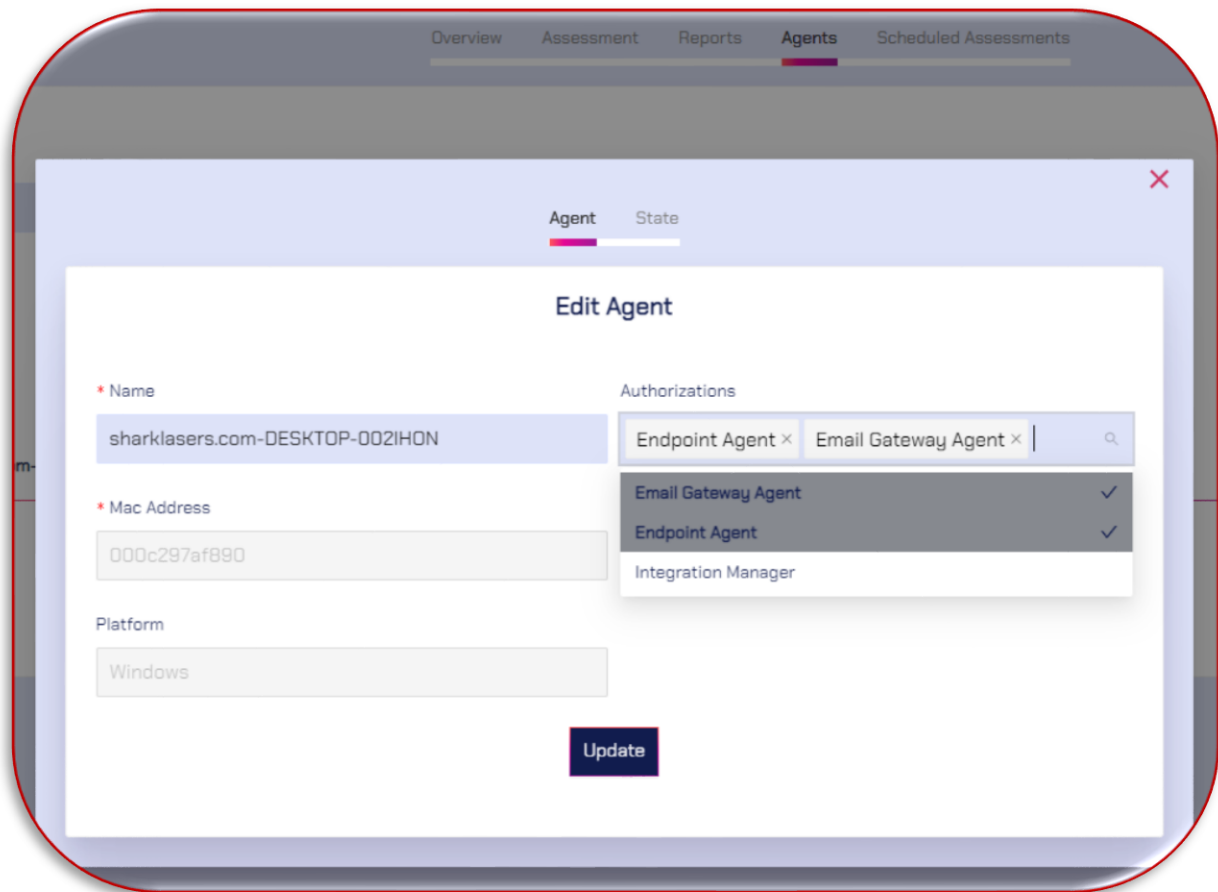 Overview Assessment Reports Agents Scheduled Assessments
Agent State
Edit Agent
* Name
sharklasers.com-DESKTOP-002IHON
Authorizations
Endpoint Agent × Email Gateway Agent ×
Email Gateway Agent
Endpoint Agent
Integration Manager
m-
* Mac Address
000c297af890
Platform
Windows
Update